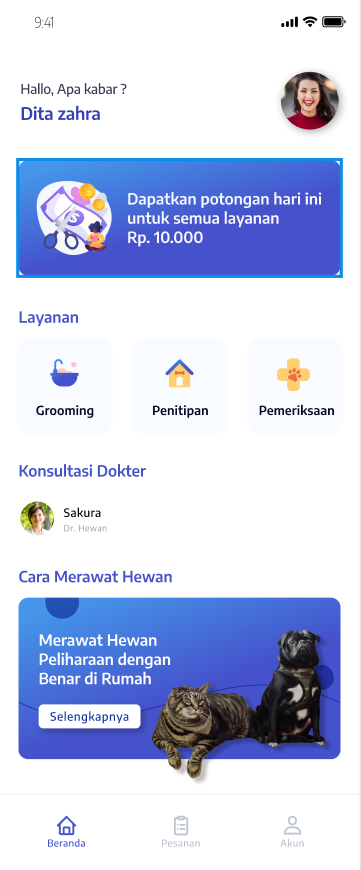 9:41
Hallo, Apa kabar ?
Dita zahra
Dapatkan potongan hari ini
untuk semua layanan
Rp. 10.000
Layanan
Grooming
Penitipan
Pemeriksaan
Konsultasi Dokter
Sakura
Dr. Hewan
Cara Merawat Hewan
Merawat Hewan
Peliharaan dengan
Benar di Rumah
Selengkapnya
Beranda
Pesanan
Akun